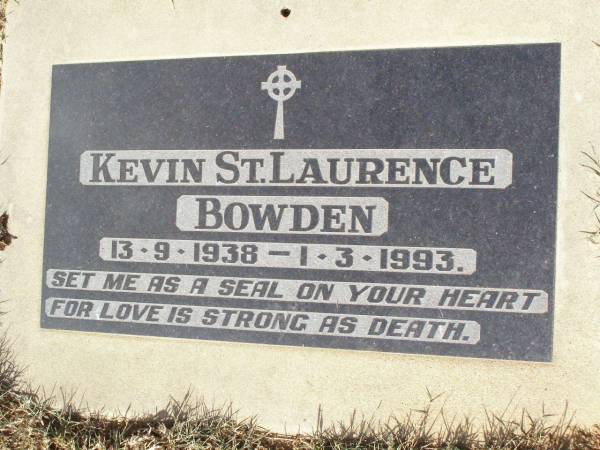 KEVIN ST. LAURENCE
BOWDEN
13 · 9 · 1938 — 1 · 3 · 1993.
SET ME AS A SEAL ON YOUR HEART
FOR LOVE IS STRONG AS DEATH.